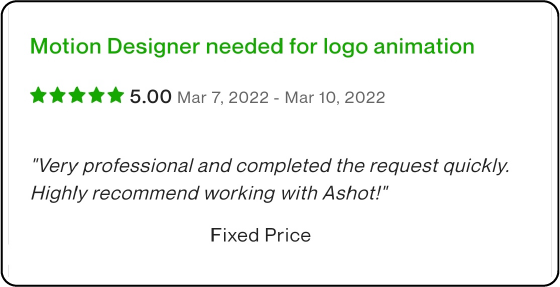 Motion Designer needed for logo animation
5.00 Mar 7, 2022 - Mar 10, 2022
"Very professional and completed the request quickly.
Highly recommend working with Ashot!"
Fixed Price